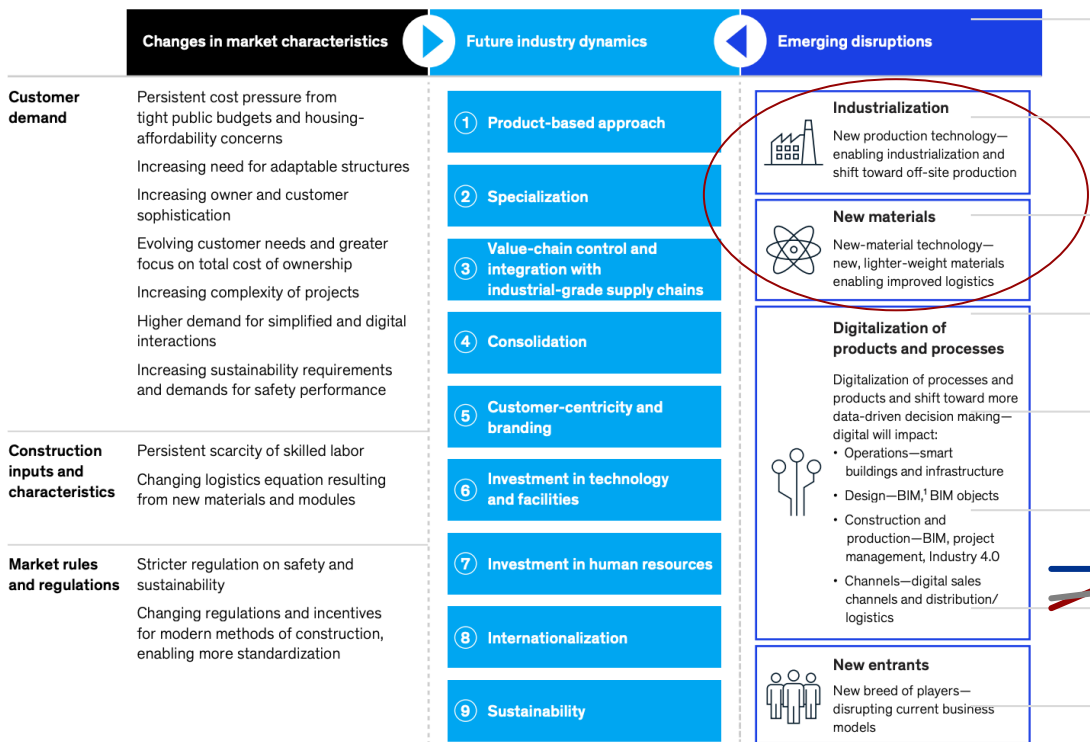 Changes in market characteristics
Future industry dynamics
Emerging disruptions
Customer
demand
Persistent cost pressure from
tight public budgets and housing-
affordability concerns
Increasing need for adaptable structures
Increasing owner and customer
sophistication
Evolving customer needs and greater
focus on total cost of ownership
Increasing complexity of projects
Higher demand for simplified and digital
interactions
Increasing sustainability requirements
and demands for safety performance
Construction
inputs and
characteristics
Persistent scarcity of skilled labor
Changing logistics equation resulting
from new materials and modules
Market rules
and regulations
Stricter regulation on safety and
sustainability
Changing regulations and incentives
for modern methods of construction,
enabling more standardization
1 Product-based approach
2 Specialization
3 Value-chain control and
integration with
industrial-grade supply chains
4 Consolidation
5 Customer-centricity and
branding
6 Investment in technology
and facilities
7 Investment in human resources
8 Internationalization
9 Sustainability
Industrialization
New production technology—
enabling industrialization and
shift toward off-site production
New materials
New-material technology—
new, lighter-weight materials
enabling improved logistics
Digitalization of
products and processes
Digitalization of processes and
products and shift toward more
data-driven decision making—
digital will impact:
• Operations—smart
buildings and infrastructure
• Design—BIM,¹ BIM objects
• Construction and
production—BIM, project
management, Industry 4.0
• Channels—digital sales
channels and distribution/
logistics
New entrants
New breed of players—
disrupting current business
models